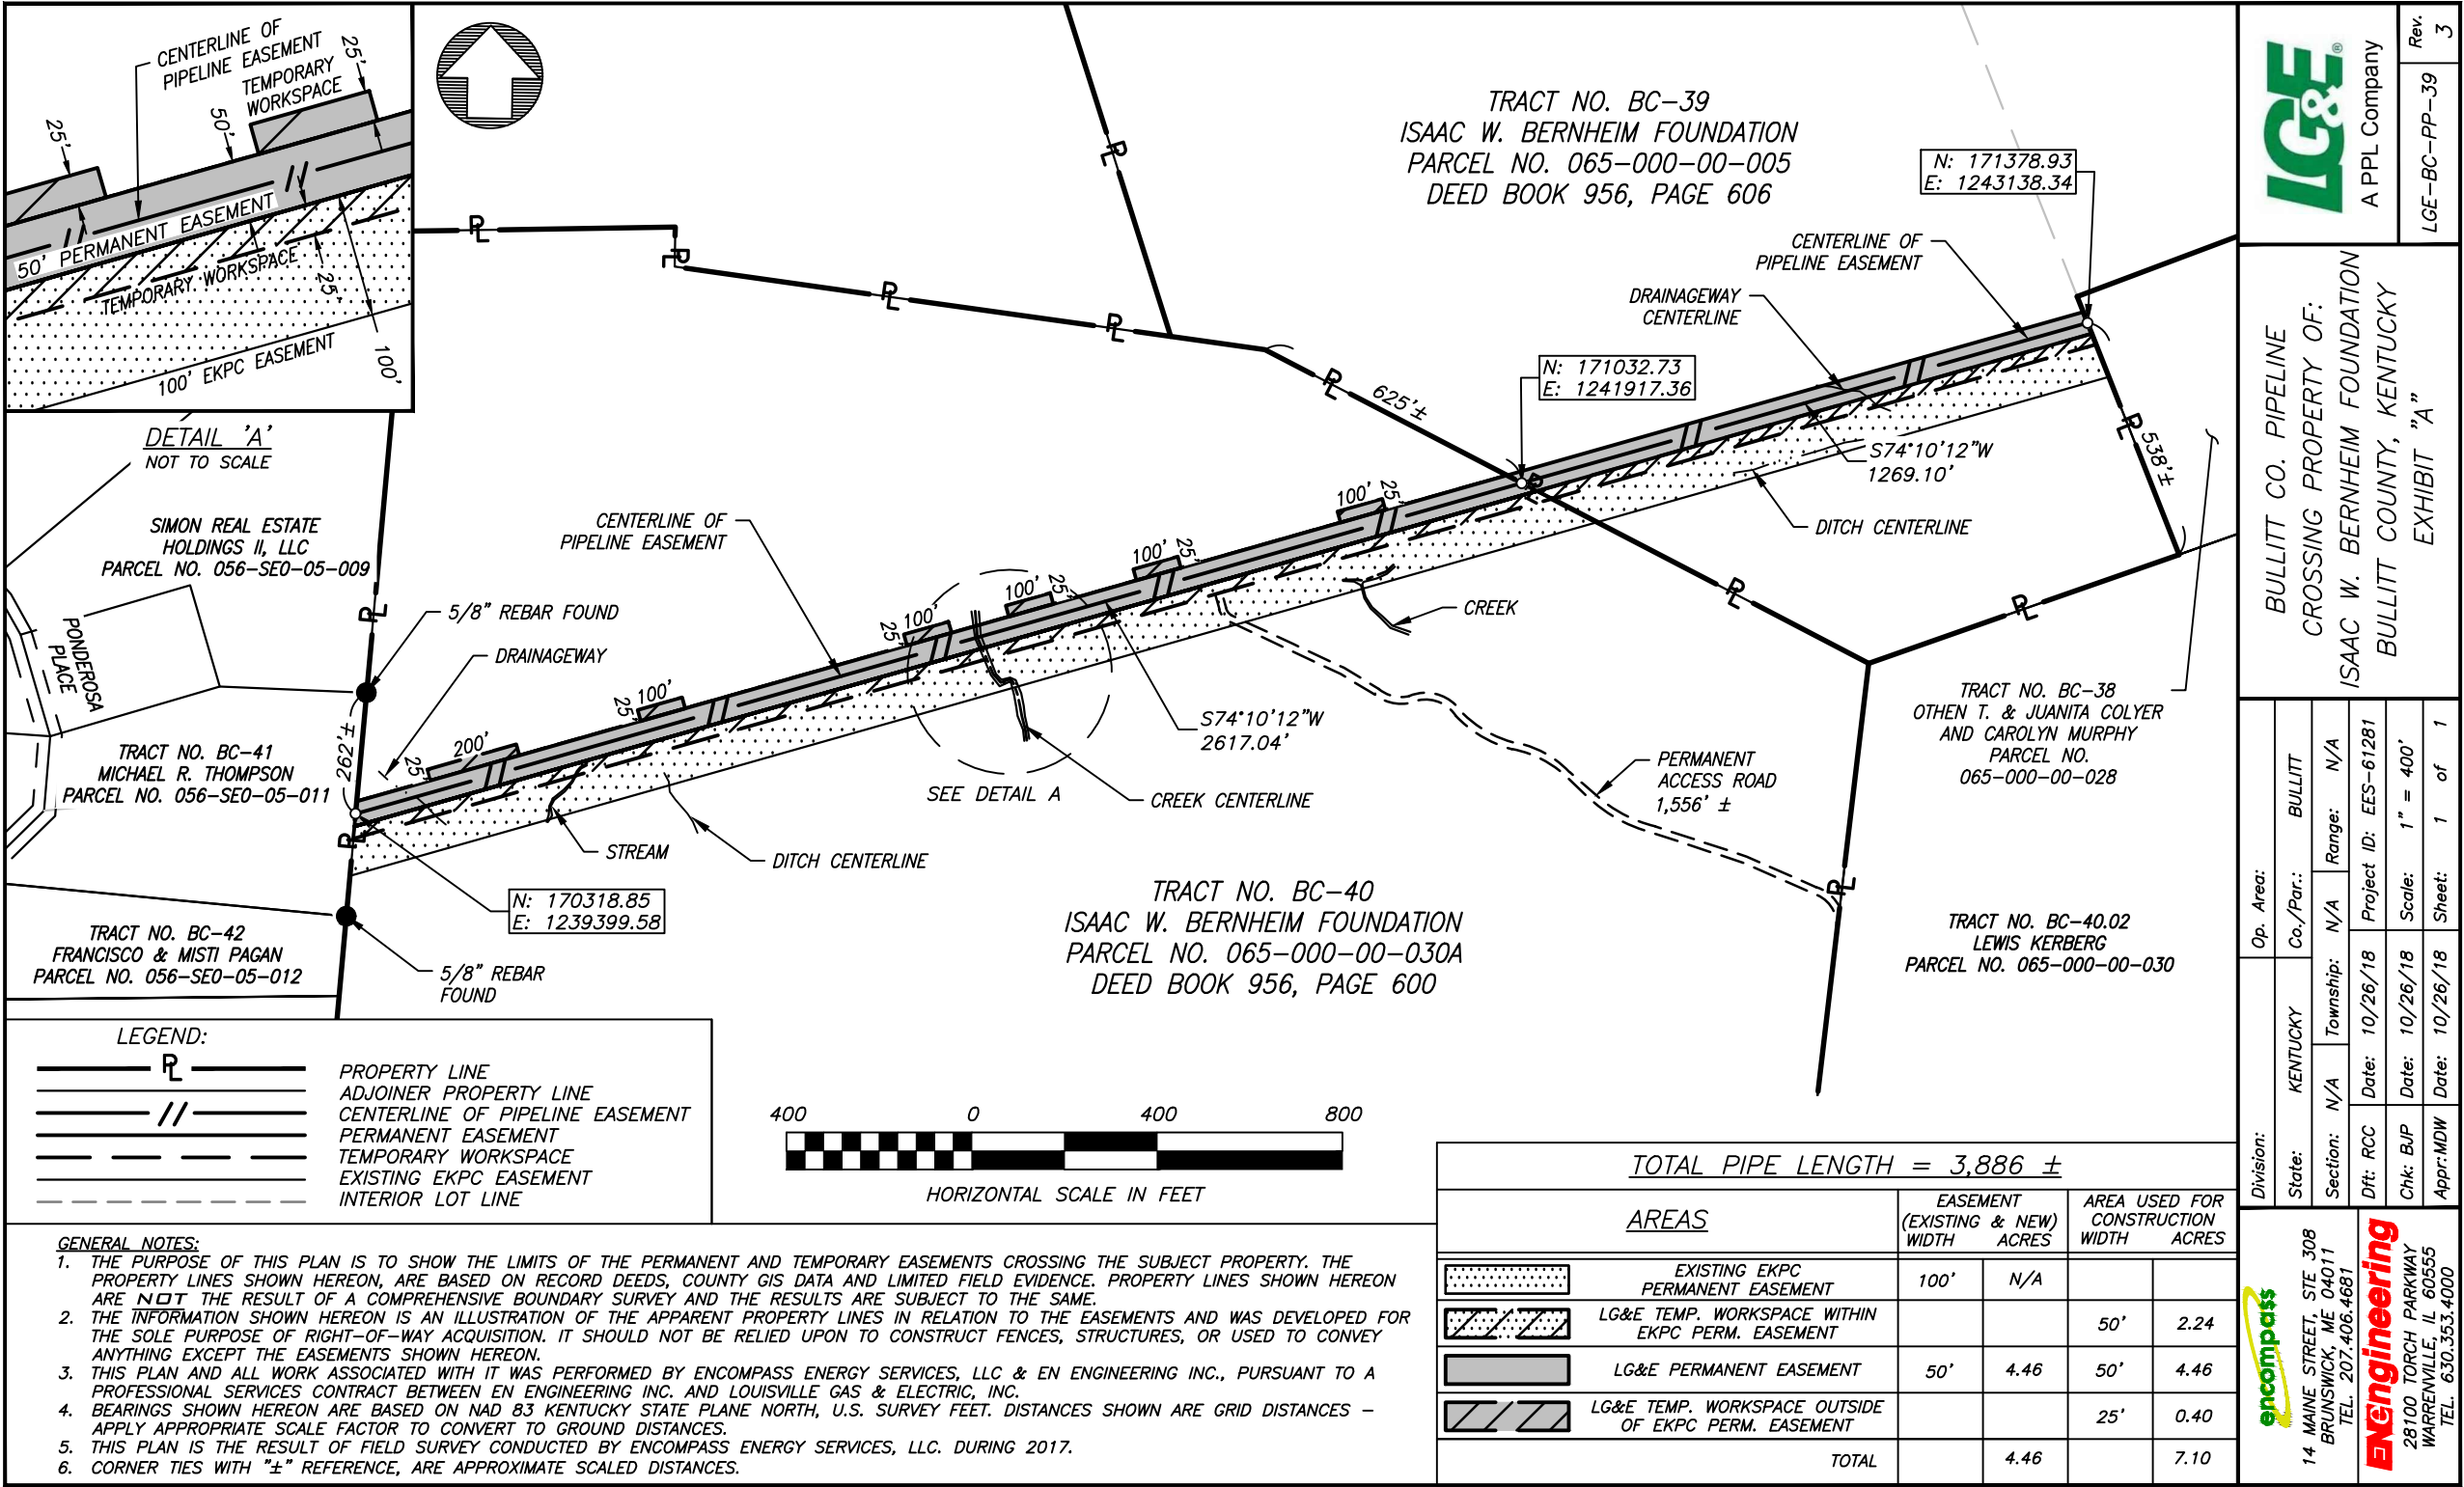 CENTERLINE OF
PIPELINE EASEMENT
TEMPORARY
WORKSPACE
25'
50'
25'
50' PERMANENT EASEMENT
TEMPORARY WORKSPACE
25'
100' EKPC EASEMENT
100'
DETAIL 'A'
NOT TO SCALE
TRACT NO. BC-39
ISAAC W. BERNHEIM FOUNDATION
PARCEL NO. 065-000-00-005
DEED BOOK 956, PAGE 606
N: 171378.93
E: 1243138.34
CENTERLINE OF
PIPELINE EASEMENT
DRAINAGEWAY
CENTERLINE
N: 171032.73
E: 1241917.36
625'±
538'±
S74°10'12"W
1269.10'
DITCH CENTERLINE
SIMON REAL ESTATE
HOLDINGS II, LLC
PARCEL NO. 056-SE0-05-009
PONDEROSA
PLACE
5/8" REBAR FOUND
DRAINAGEWAY
CENTERLINE OF
PIPELINE EASEMENT
100'
25'
100'
25'
100'
25'
100'
25'
100'
25'
200'
25'
262'±
CREEK
TRACT NO. BC-41
MICHAEL R. THOMPSON
PARCEL NO. 056-SE0-05-011
S74°10'12"W
2617.04'
SEE DETAIL A
CREEK CENTERLINE
STREAM
DITCH CENTERLINE
PERMANENT
ACCESS ROAD
1,556' ±
TRACT NO. BC-38
OTHEN T. & JUANITA COLYER
AND CAROLYN MURPHY
PARCEL NO.
065-000-00-028
N: 170318.85
E: 1239399.58
TRACT NO. BC-42
FRANCISCO & MISTI PAGAN
PARCEL NO. 056-SE0-05-012
5/8" REBAR
FOUND
TRACT NO. BC-40
ISAAC W. BERNHEIM FOUNDATION
PARCEL NO. 065-000-00-030A
DEED BOOK 956, PAGE 600
TRACT NO. BC-40.02
LEWIS KERBERG
PARCEL NO. 065-000-00-030
LEGEND:
PROPERTY LINE
ADJOINER PROPERTY LINE
CENTERLINE OF PIPELINE EASEMENT
PERMANENT EASEMENT
TEMPORARY WORKSPACE
EXISTING EKPC EASEMENT
INTERIOR LOT LINE
400 0 400 800
HORIZONTAL SCALE IN FEET
GENERAL NOTES:
1. THE PURPOSE OF THIS PLAN IS TO SHOW THE LIMITS OF THE PERMANENT AND TEMPORARY EASEMENTS CROSSING THE SUBJECT PROPERTY. THE
PROPERTY LINES SHOWN HEREON, ARE BASED ON RECORD DEEDS, COUNTY GIS DATA AND LIMITED FIELD EVIDENCE. PROPERTY LINES SHOWN HEREON
ARE NOT THE RESULT OF A COMPREHENSIVE BOUNDARY SURVEY AND THE RESULTS ARE SUBJECT TO THE SAME.
2. THE INFORMATION SHOWN HEREON IS AN ILLUSTRATION OF THE APPARENT PROPERTY LINES IN RELATION TO THE EASEMENTS AND WAS DEVELOPED FOR
THE SOLE PURPOSE OF RIGHT-OF-WAY ACQUISITION. IT SHOULD NOT BE RELIED UPON TO CONSTRUCT FENCES, STRUCTURES, OR USED TO CONVEY
ANYTHING EXCEPT THE EASEMENTS SHOWN HEREON.
3. THIS PLAN AND ALL WORK ASSOCIATED WITH IT WAS PERFORMED BY ENCOMPASS ENERGY SERVICES, LLC & EN ENGINEERING INC., PURSUANT TO A
PROFESSIONAL SERVICES CONTRACT BETWEEN EN ENGINEERING INC. AND LOUISVILLE GAS & ELECTRIC, INC.
4. BEARINGS SHOWN HEREON ARE BASED ON NAD 83 KENTUCKY STATE PLANE NORTH, U.S. SURVEY FEET. DISTANCES SHOWN ARE GRID DISTANCES –
APPLY APPROPRIATE SCALE FACTOR TO CONVERT TO GROUND DISTANCES.
5. THIS PLAN IS THE RESULT OF FIELD SURVEY CONDUCTED BY ENCOMPASS ENERGY SERVICES, LLC. DURING 2017.
6. CORNER TIES WITH "±" REFERENCE, ARE APPROXIMATE SCALED DISTANCES.
TOTAL PIPE LENGTH = 3,886 ±
AREAS
EASEMENT
(EXISTING & NEW)
WIDTH ACRES
AREA USED FOR
CONSTRUCTION
WIDTH ACRES
EXISTING EKPC
PERMANENT EASEMENT
100' N/A
LG&E TEMP. WORKSPACE WITHIN
EKPC PERM. EASEMENT
50' 2.24
LG&E PERMANENT EASEMENT 50' 4.46 50' 4.46
LG&E TEMP. WORKSPACE OUTSIDE
OF EKPC PERM. EASEMENT
25' 0.40
TOTAL 4.46 7.10
LG&E®
A PPL Company
LGE-BC-PP-39
Rev.
3
BULLITT CO. PIPELINE
CROSSING PROPERTY OF:
ISAAC W. BERNHEIM FOUNDATION
BULLITT COUNTY, KENTUCKY
EXHIBIT "A"
Division: Op. Area:
State: KENTUCKY Co./Par.: BULLITT
Section: N/A Township: N/A Range: N/A
Dft: RCC Date: 10/26/18 Project ID: EES-61281
Chk: BJP Date: 10/26/18 Scale: 1" = 400'
Appr:MDW Date: 10/26/18 Sheet: 1 of 1
encompass
14 MAINE STREET, STE 308
BRUNSWICK, ME 04011
TEL. 207.406.4681
ENengineering
28100 TORCH PARKWAY
WARRENVILLE, IL 60555
TEL. 630.353.4000